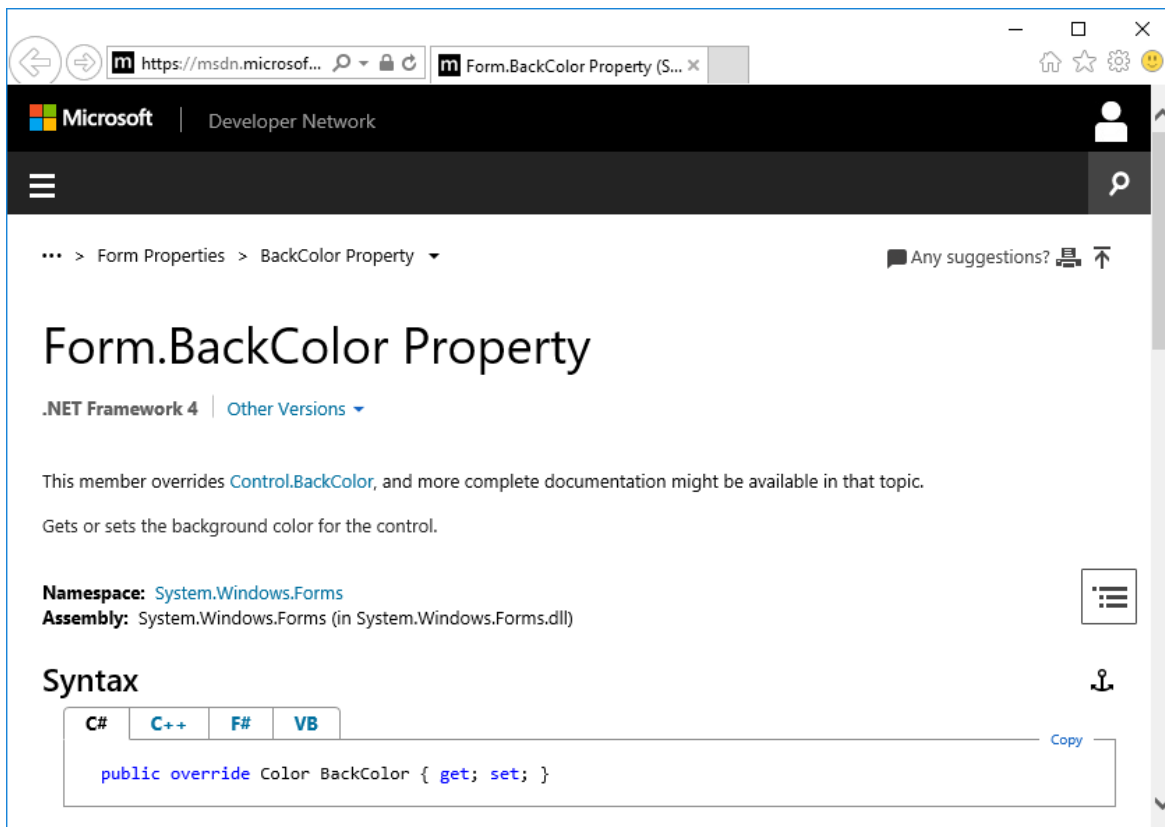 https://msdn.microsof...
Form.BackColor Property (S...
Microsoft | Developer Network
••• > Form Properties > BackColor Property
Any suggestions?
Form.BackColor Property
.NET Framework 4 | Other Versions
This member overrides Control.BackColor, and more complete documentation might be available in that topic.
Gets or sets the background color for the control.
Namespace: System.Windows.Forms
Assembly: System.Windows.Forms (in System.Windows.Forms.dll)
Syntax
C# C++ F# VB
Copy
public override Color BackColor { get; set; }